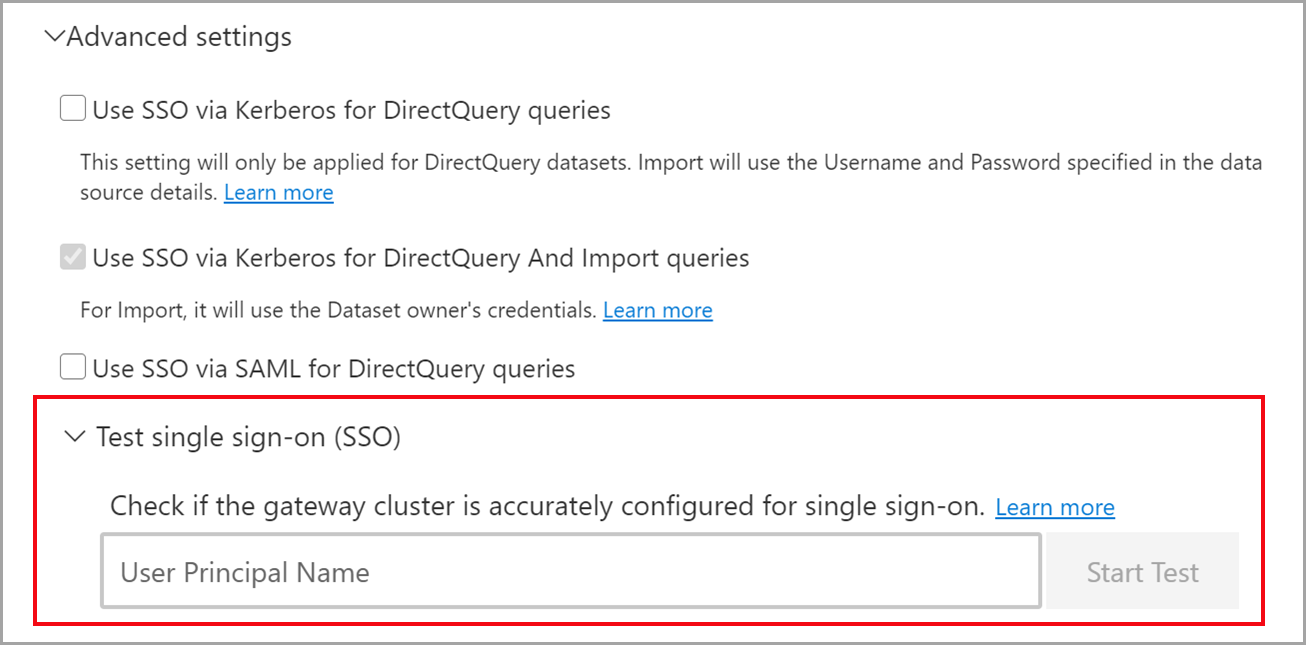 Advanced settings
Use SSO via Kerberos for DirectQuery queries
This setting will only be applied for DirectQuery datasets. Import will use the Username and Password specified in the data
source details. Learn more
Use SSO via Kerberos for DirectQuery And Import queries
For Import, it will use the Dataset owner's credentials. Learn more
Use SSO via SAML for DirectQuery queries
Test single sign-on (SSO)
Check if the gateway cluster is accurately configured for single sign-on. Learn more
User Principal Name
Start Test